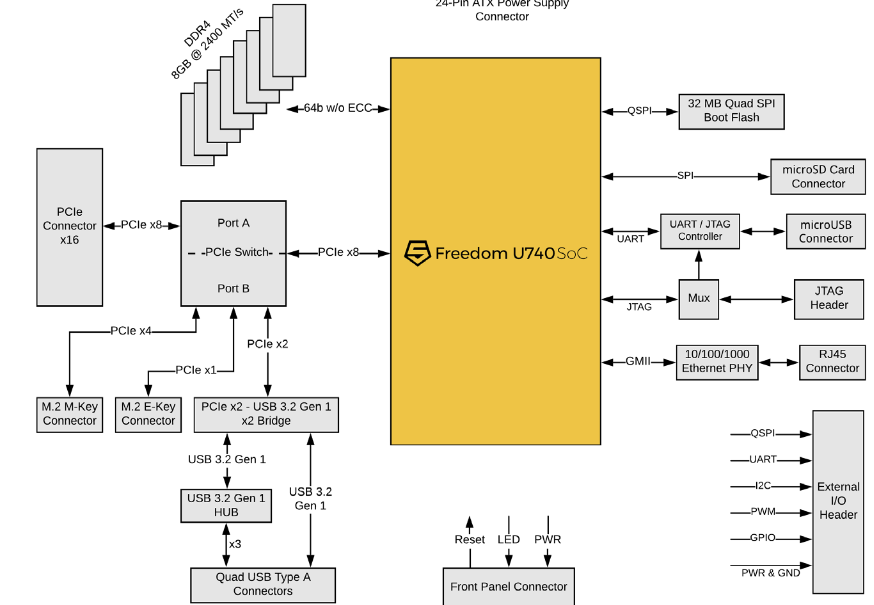 24-Pin ATX Power Supply
Connector
DDR4
8GB @ 2400 MT/s
64b w/o ECC
QSPI
32 MB Quad SPI
Boot Flash
SPI
microSD Card
Connector
PCIe
Connector
x16
PCIe x8
Port A
PCIe Switch
Port B
PCIe x8
Freedom U740SoC
UART
UART / JTAG
Controller
microUSB
Connector
JTAG
Mux
JTAG
Header
GMII
10/100/1000
Ethernet PHY
RJ45
Connector
PCIe x4
PCIe x1
PCIe x2
M.2 M-Key
Connector
M.2 E-Key
Connector
PCIe x2 - USB 3.2 Gen 1
x2 Bridge
USB 3.2 Gen 1
USB 3.2
Gen 1
USB 3.2 Gen 1
HUB
x3
Quad USB Type A
Connectors
Reset
LED
PWR
Front Panel Connector
QSPI
UART
I2C
PWM
GPIO
PWR & GND
External
I/O
Header